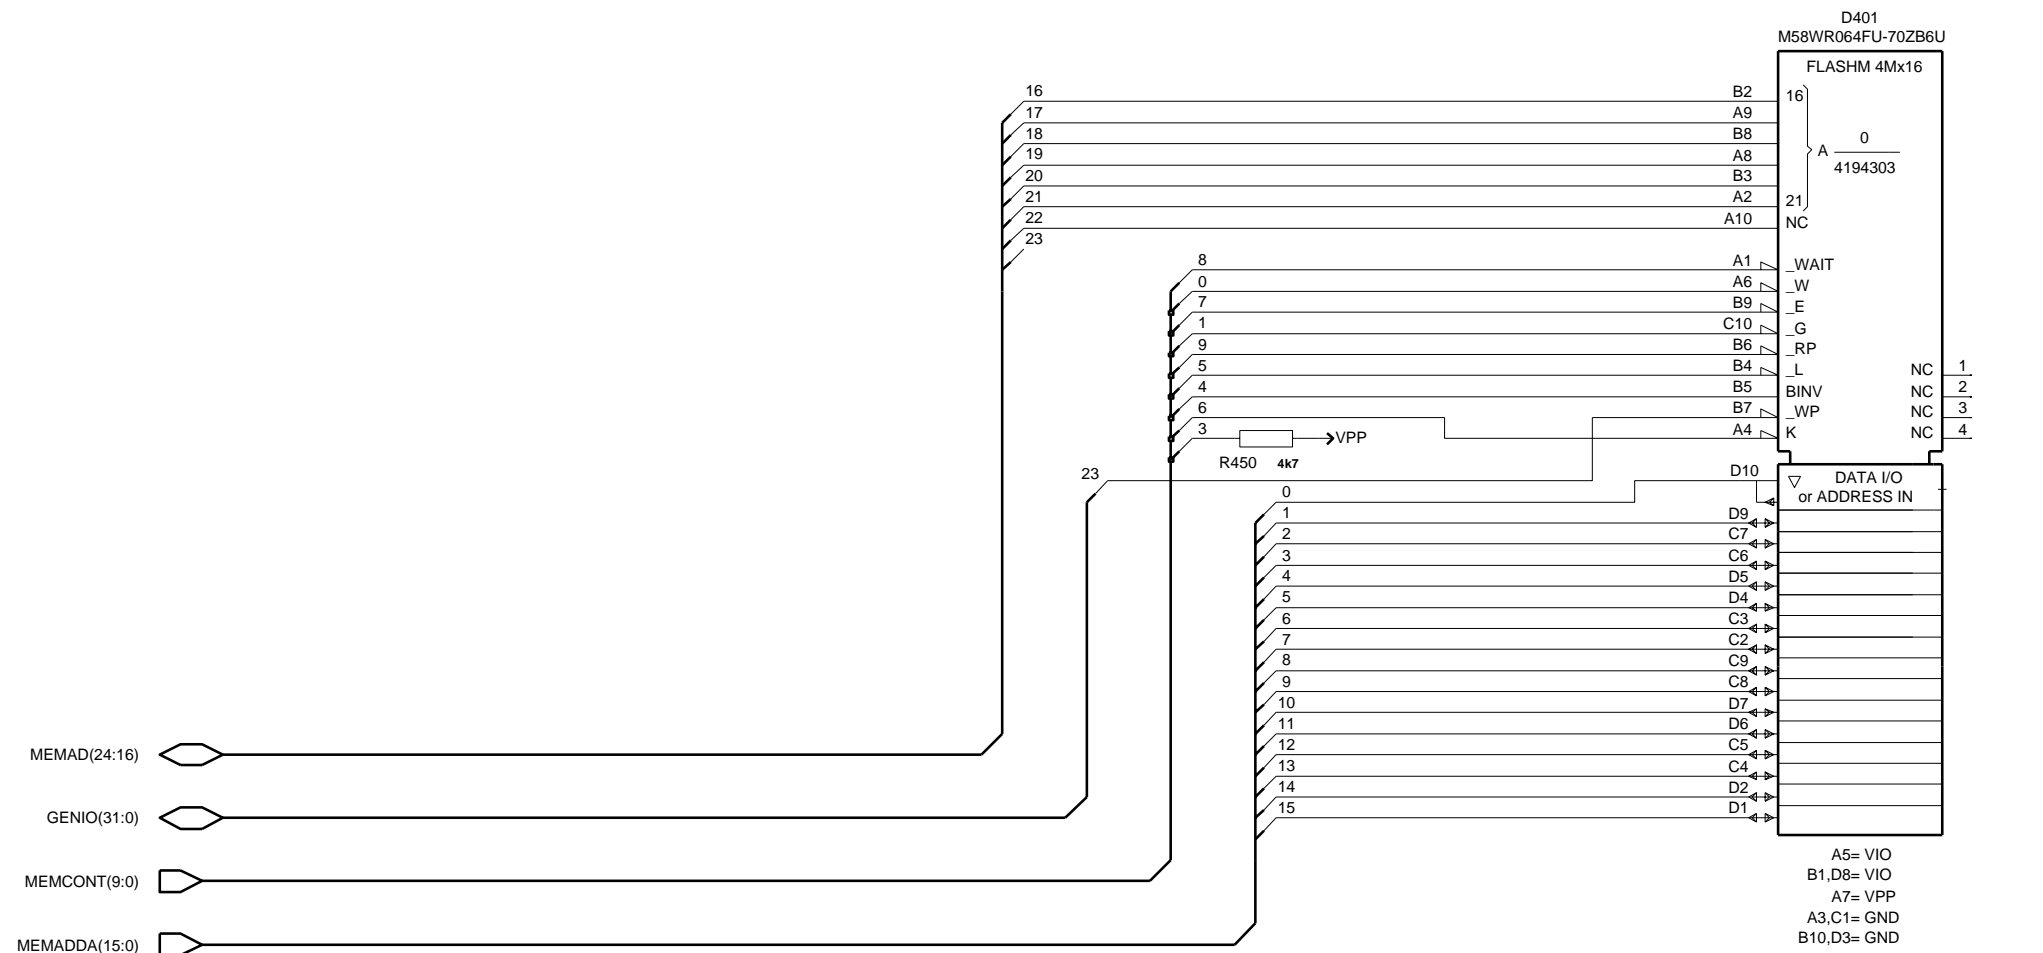 D401
M58WR064FU-70ZB6U
FLASHM 4Mx16
16 B2 16
17 A9
18 B8
19 A8 A 0
4194303
20 B3
21 A2 21
22 A10 NC
23
8 A1 _WAIT
0 A6 _W
7 B9 _E
1 C10 _G
9 B6 _RP
5 B4 _L NC 1
4 B5 BINV NC 2
6 B7 _WP NC 3
3 VPP A4 K NC 4
R450 4k7
23 D10 DATA I/O
0 or ADDRESS IN
1 D9
2 C7
3 C6
4 D5
5 D4
6 C3
7 C2
8 C9
9 C8
10 D7
11 D6
12 C5
13 C4
14 D2
15 D1
MEMAD(24:16)
GENIO(31:0)
MEMCONT(9:0)
MEMADDA(15:0)
A5= VIO
B1,D8= VIO
A7= VPP
A3,C1= GND
B10,D3= GND